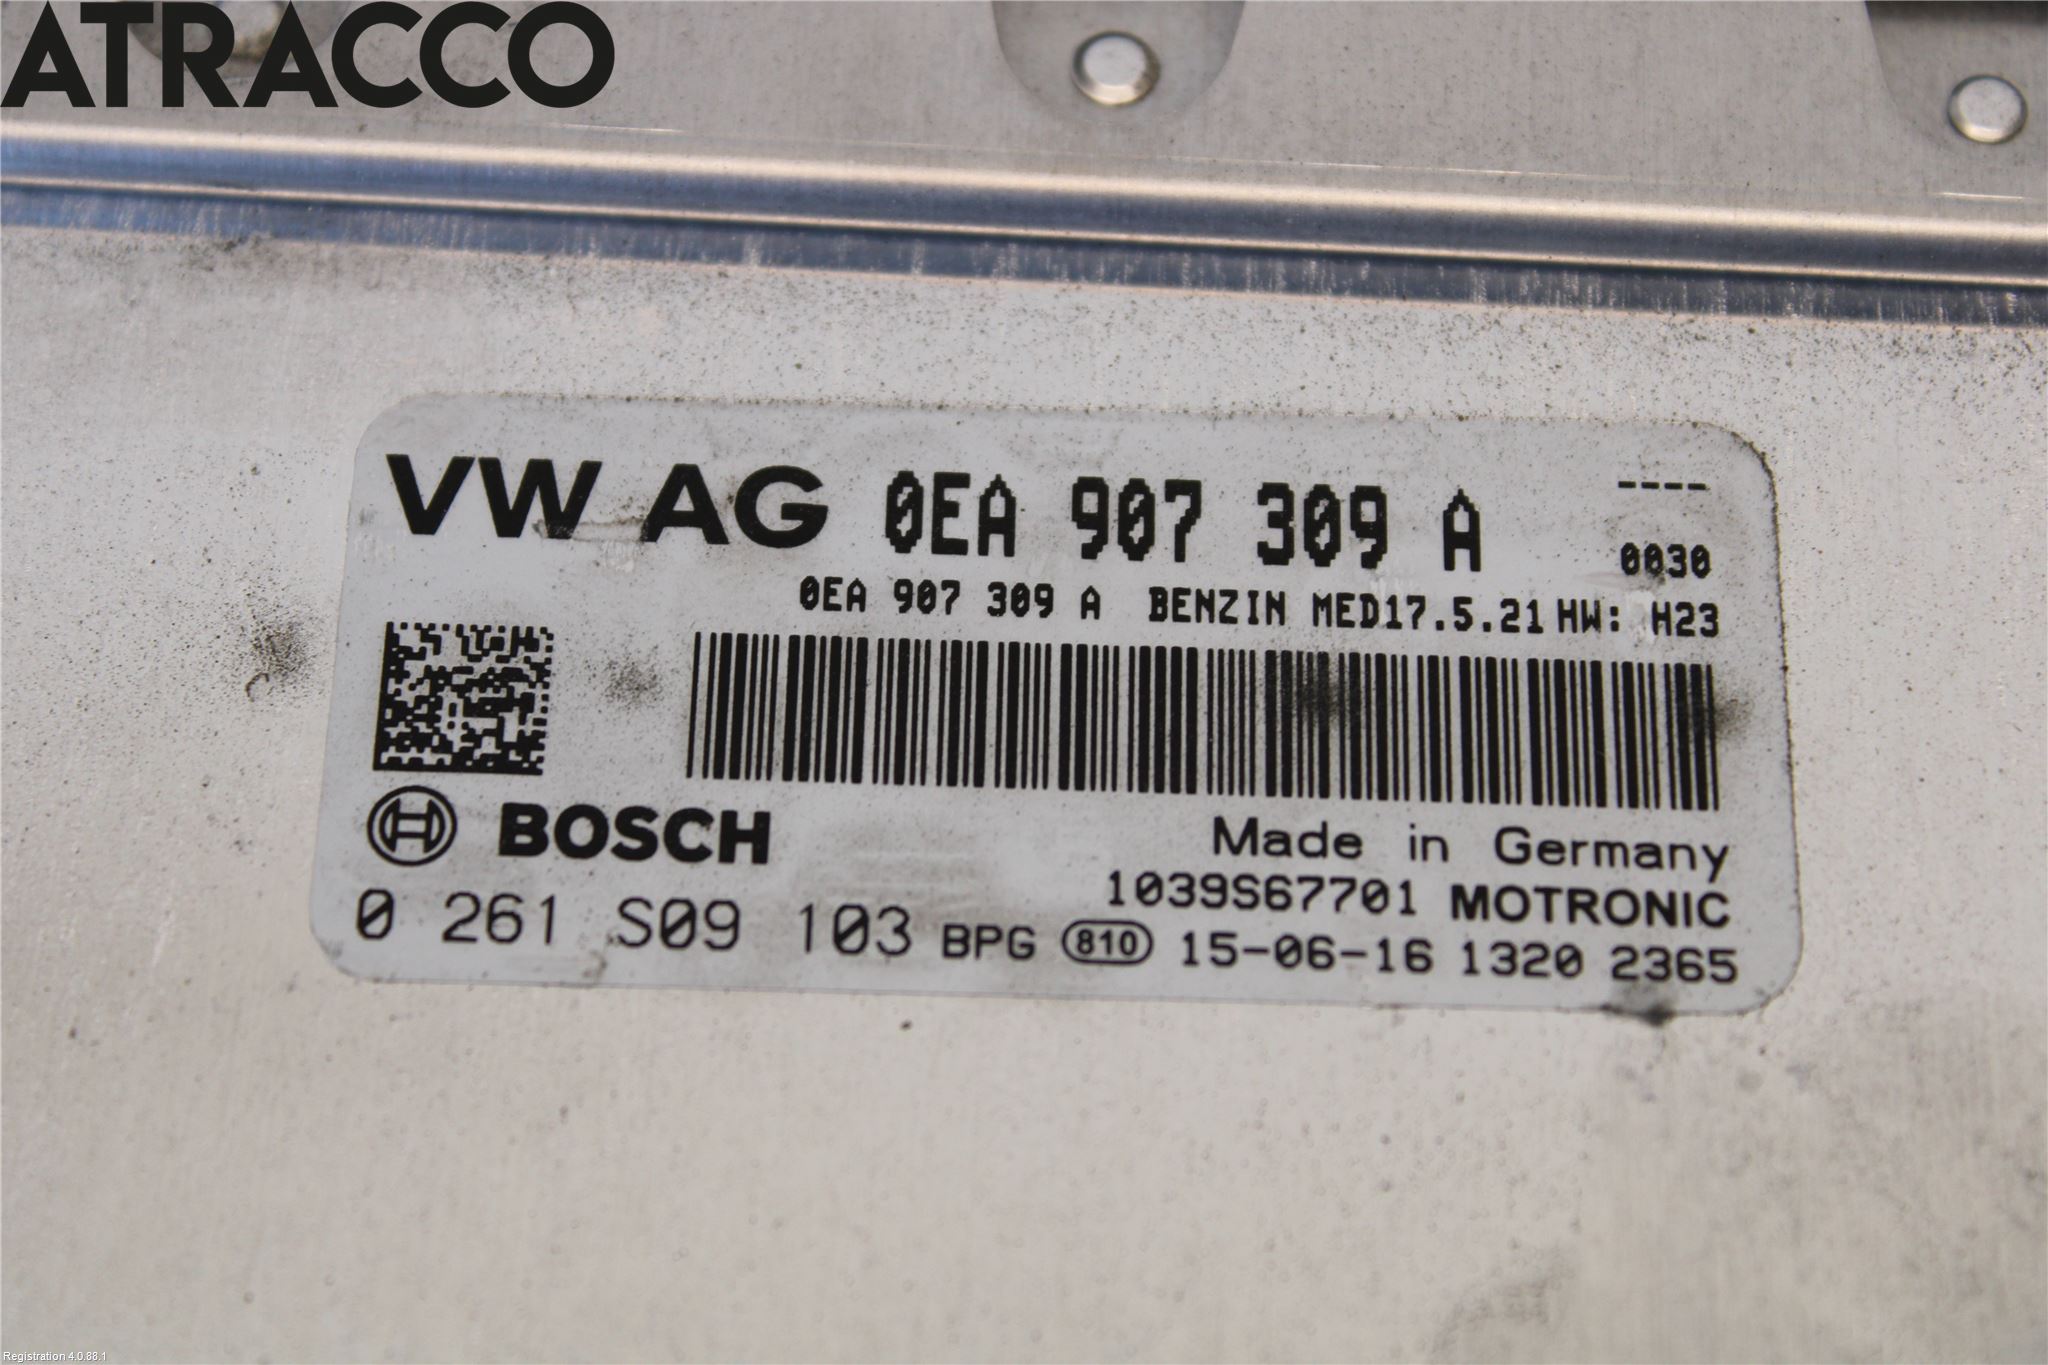 ATRACCO
VW AG 0EA 907 309 A ----
0030
0EA 907 309 A BENZIN MED17.5.21 HW: H23
BOSCH
Made in Germany
1039S67701 MOTRONIC
0 261 S09 103 BPG 810 15-06-16 1320 2365
Registration 4.0.88.1